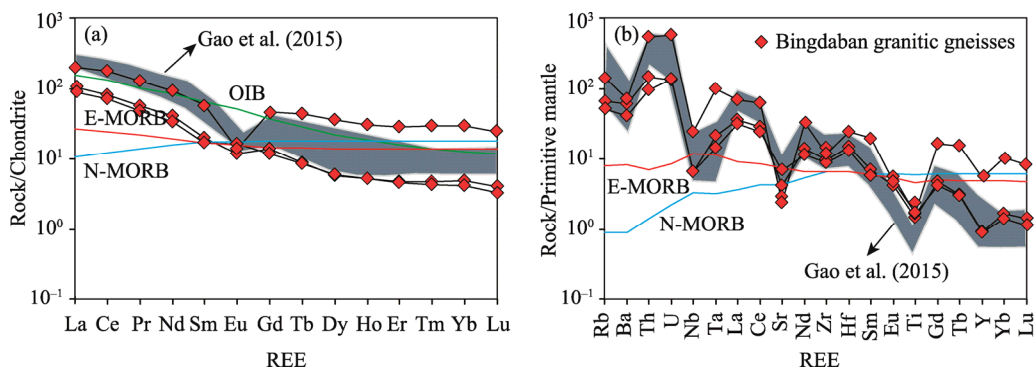 (a)
Gao et al. (2015)
OIB
E-MORB
N-MORB
Rock/Chondrite
10³
10²
10¹
10⁰
10⁻¹
La Ce Pr Nd Sm Eu Gd Tb Dy Ho Er Tm Yb Lu
REE
(b)
Bingdaban granitic gneisses
E-MORB
N-MORB
Gao et al. (2015)
Rock/Primitive mantle
10³
10²
10¹
10⁰
10⁻¹
Rb Ba Th U Nb Ta La Ce Sr Nd Zr Hf Sm Eu Ti Gd Tb Y Yb Lu
REE